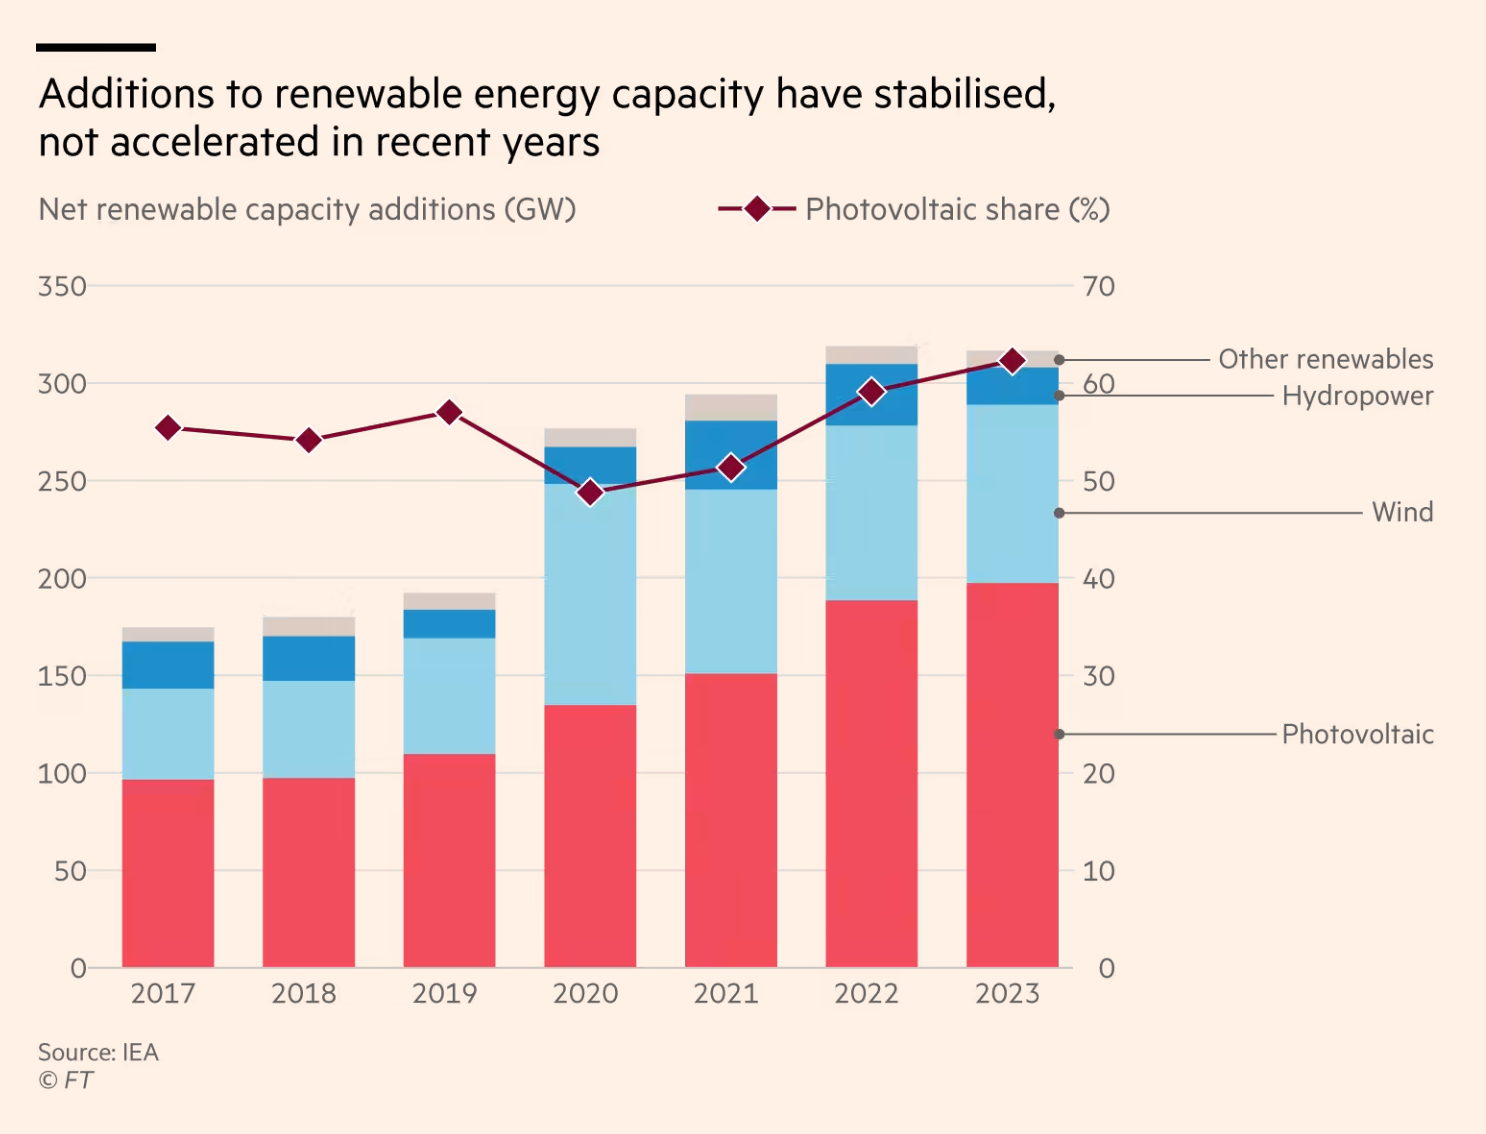 Additions to renewable energy capacity have stabilised,
not accelerated in recent years
Net renewable capacity additions (GW)
Photovoltaic share (%)
350
70
300
60
250
50
200
40
150
30
100
20
50
10
0
0
Other renewables
Hydropower
Wind
Photovoltaic
2017 2018 2019 2020 2021 2022 2023
Source: IEA
© FT